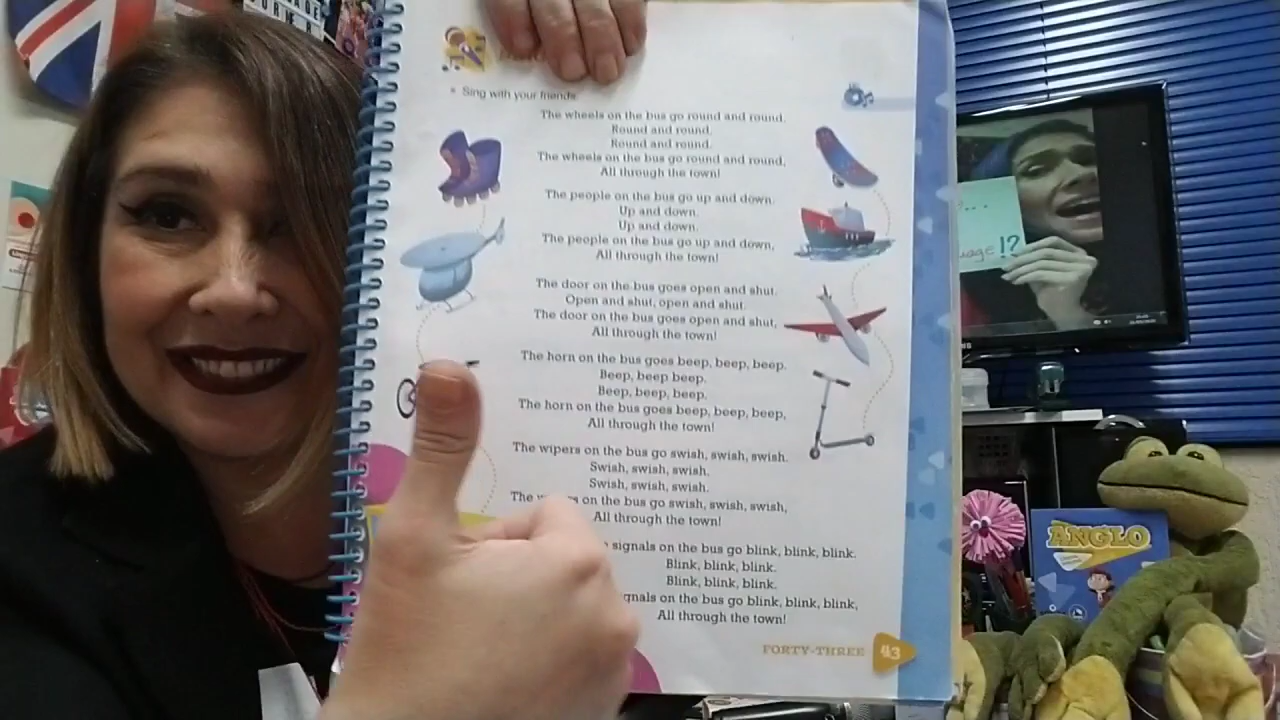 Sing with your friends.
The wheels on the bus go round and round.
Round and round.
Round and round.
The wheels on the bus go round and round,
All through the town!
The people on the bus go up and down.
Up and down.
Up and down.
The people on the bus go up and down,
All through the town!
The door on the bus goes open and shut.
Open and shut, open and shut.
The door on the bus goes open and shut,
All through the town!
The horn on the bus goes beep, beep, beep.
Beep, beep beep.
Beep, beep, beep.
The horn on the bus goes beep, beep, beep,
All through the town!
The wipers on the bus go swish, swish, swish.
Swish, swish, swish.
Swish, swish, swish.
The on the bus go swish, swish, swish,
All through the town!
signals on the bus go blink, blink, blink.
Blink, blink, blink.
Blink, blink, blink.
on the bus go blink, blink, blink,
All through the town!
FORTY-THREE 43
!?
ANGLO